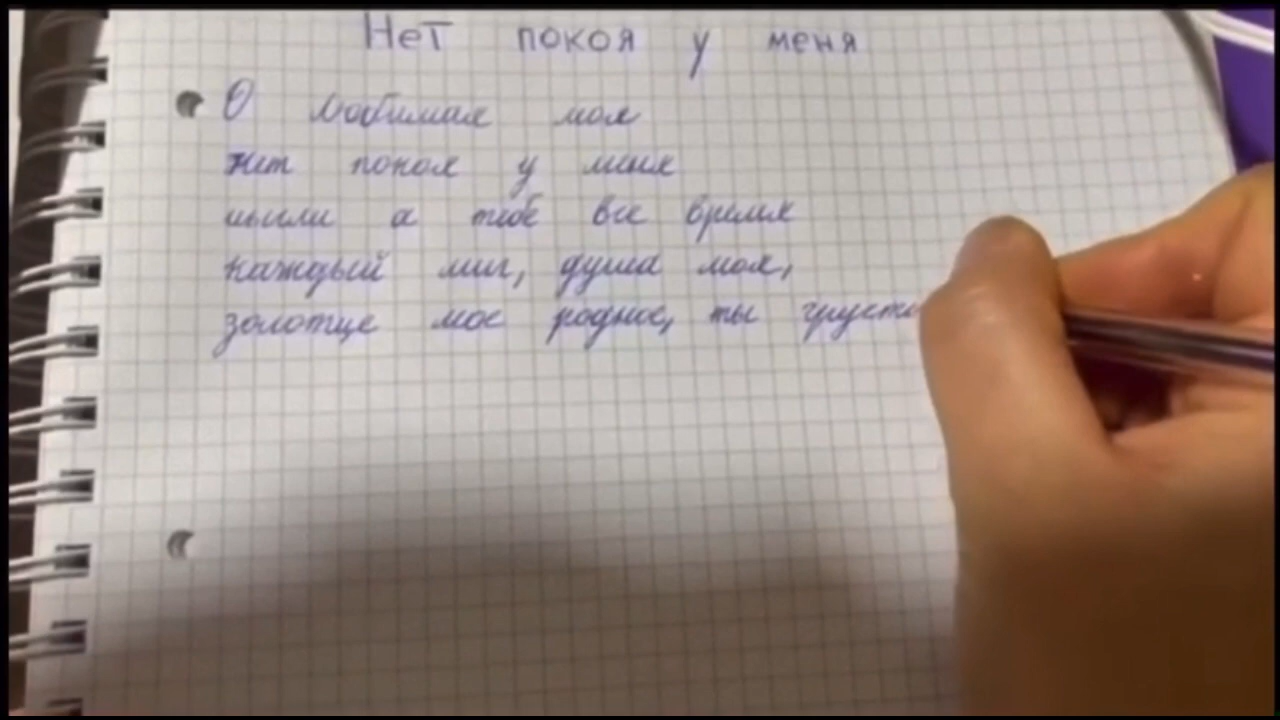 Нет покоя у меня
О любимая моя
нет покоя у меня
мысли о тебе все время
каждый миг, душа моя,
золотце мое родное, ты грустн